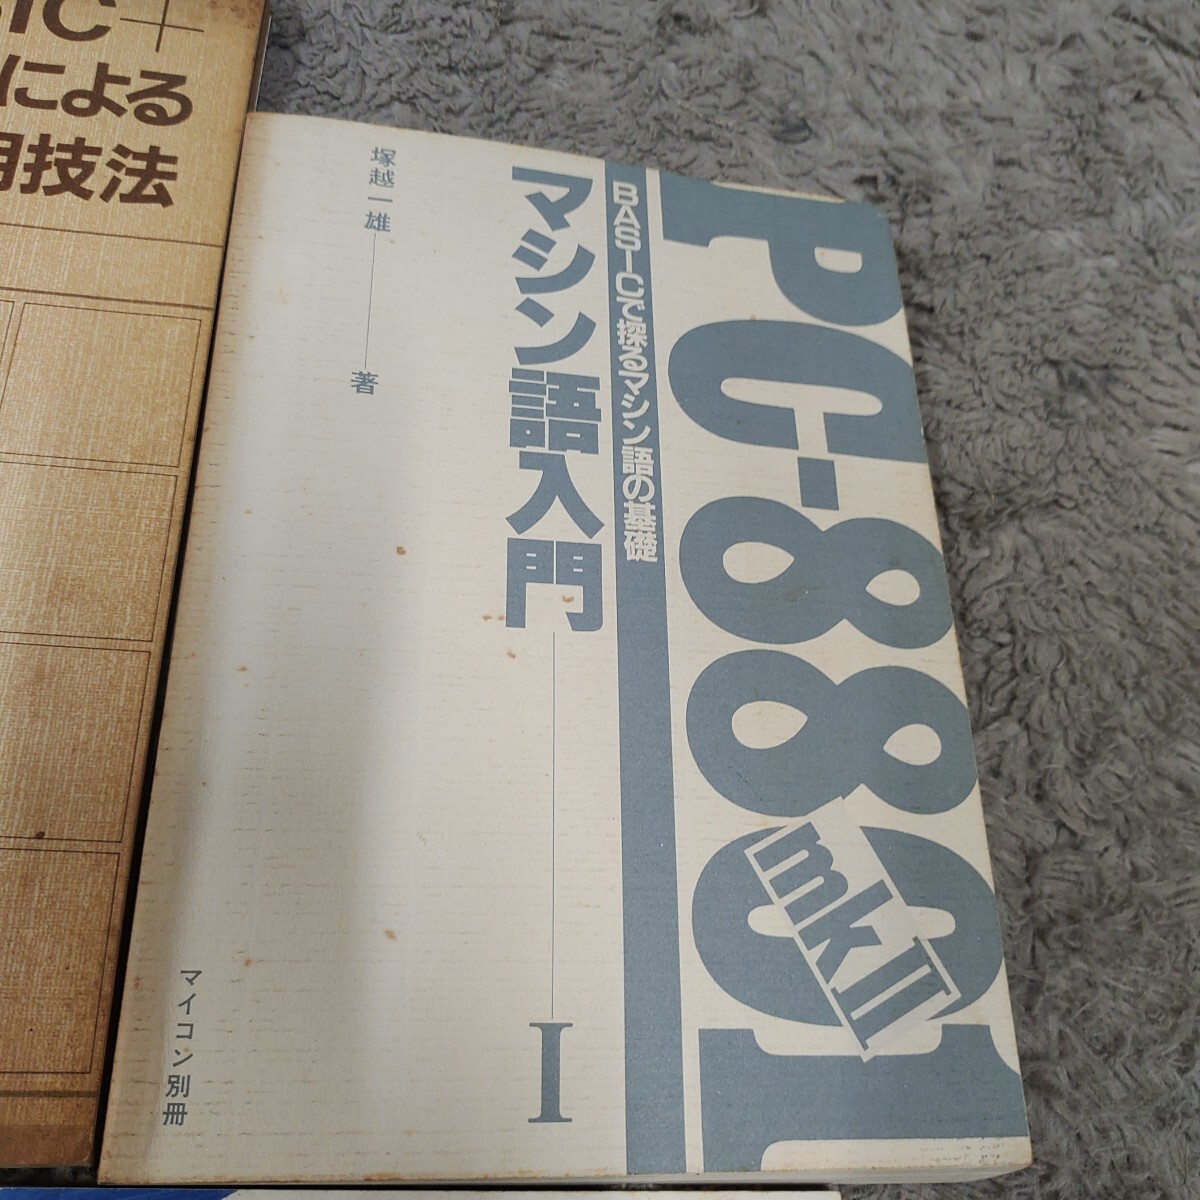 PC-8801
mkII
BASICで探るマシン語の基礎
マシン語入門 I
塚越一雄 著
マイコン別冊
による
技法